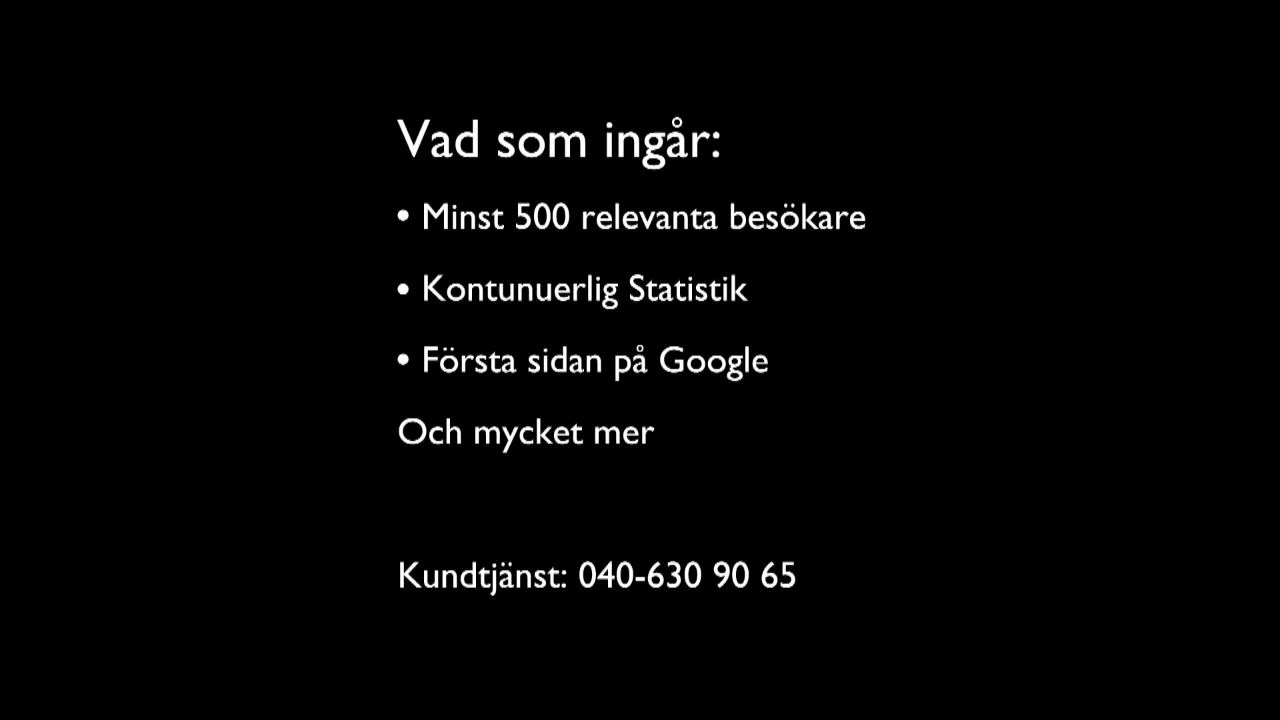 Vad som ingår:
• Minst 500 relevanta besökare
• Kontunuerlig Statistik
• Första sidan på Google
Och mycket mer
Kundtjänst: 040-630 90 65